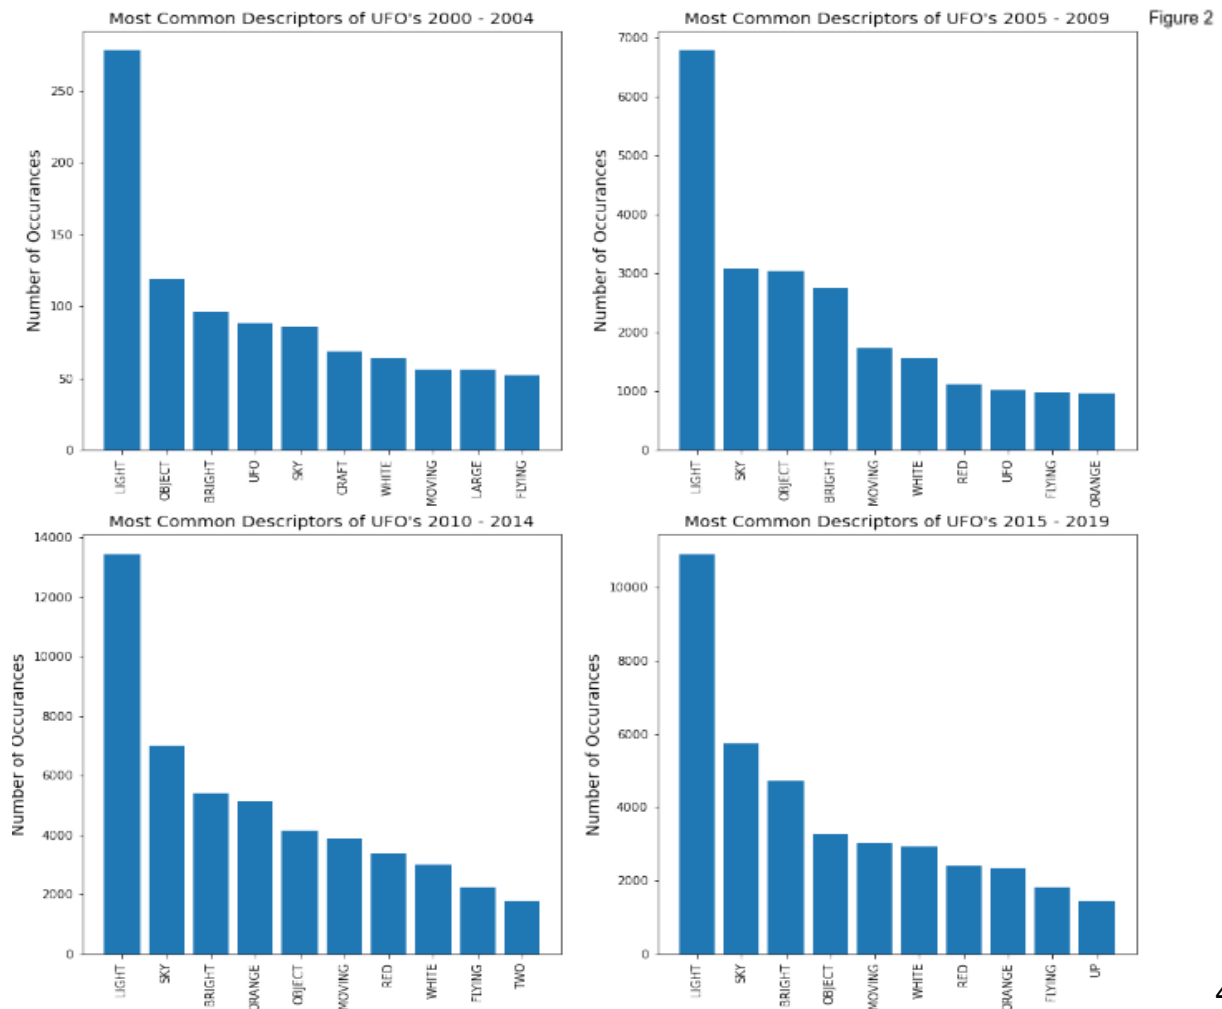 Most Common Descriptors of UFO's 2000 - 2004
Number of Occurances
250
200
150
100
50
0
LIGHT
OBJECT
BRIGHT
UFO
SKY
CRAFT
WHITE
MOVING
LARGE
FLYING
Most Common Descriptors of UFO's 2005 - 2009
Figure 2
Number of Occurances
7000
6000
5000
4000
3000
2000
1000
0
LIGHT
SKY
OBJECT
BRIGHT
MOVING
WHITE
RED
UFO
FLYING
ORANGE
Most Common Descriptors of UFO's 2010 - 2014
Number of Occurances
14000
12000
10000
8000
6000
4000
2000
0
LIGHT
SKY
BRIGHT
ORANGE
OBJECT
MOVING
RED
WHITE
FLYING
TWO
Most Common Descriptors of UFO's 2015 - 2019
Number of Occurances
10000
8000
6000
4000
2000
0
LIGHT
SKY
BRIGHT
OBJECT
MOVING
WHITE
RED
ORANGE
FLYING
UP